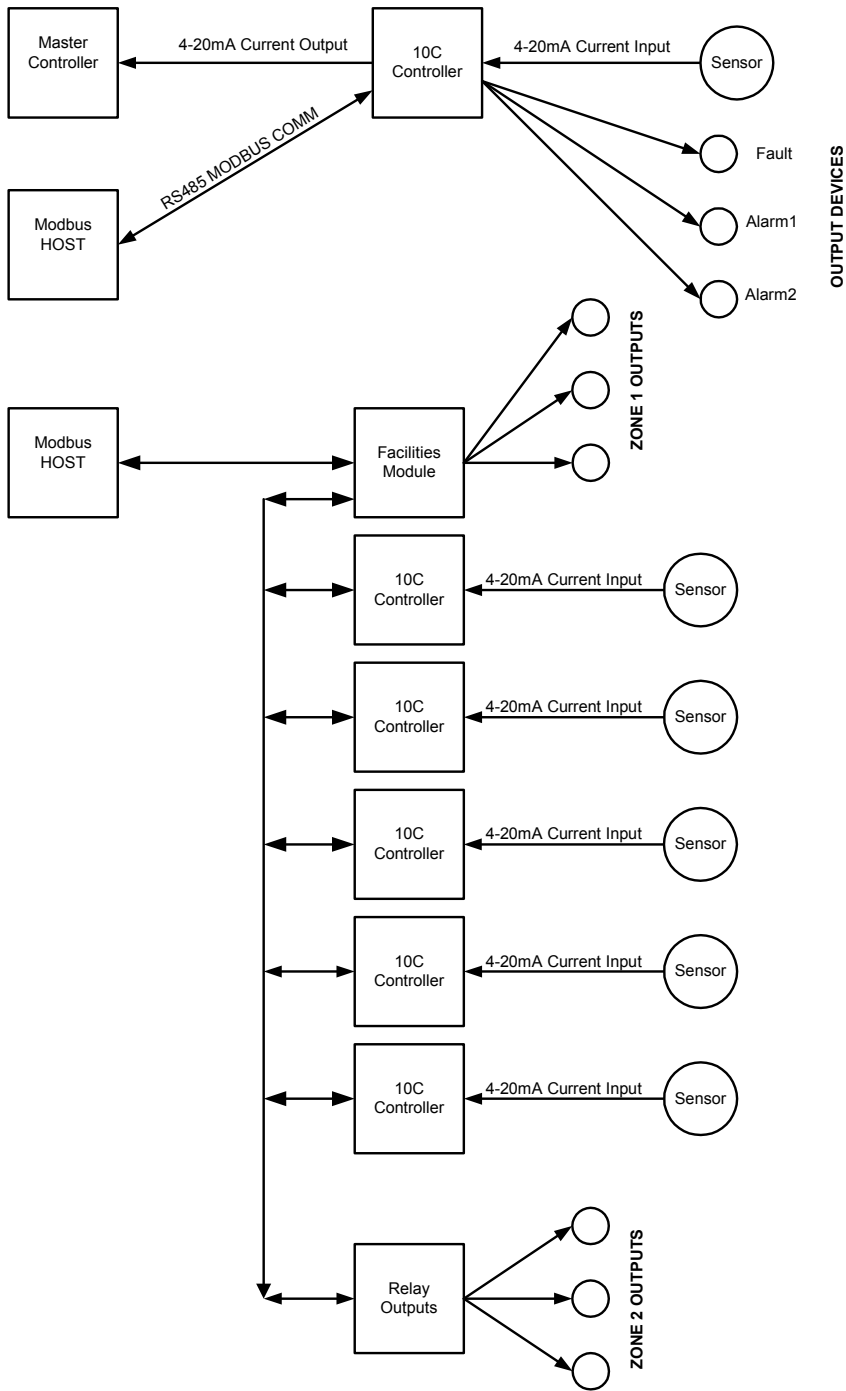 Master
Controller
4-20mA Current Output
10C
Controller
4-20mA Current Input
Sensor
RS485 MODBUS COMM
Fault
Alarm1
Alarm2
OUTPUT DEVICES
Modbus
HOST
ZONE 1 OUTPUTS
Modbus
HOST
Facilities
Module
10C
Controller
4-20mA Current Input
Sensor
10C
Controller
4-20mA Current Input
Sensor
10C
Controller
4-20mA Current Input
Sensor
10C
Controller
4-20mA Current Input
Sensor
10C
Controller
4-20mA Current Input
Sensor
Relay
Outputs
ZONE 2 OUTPUTS